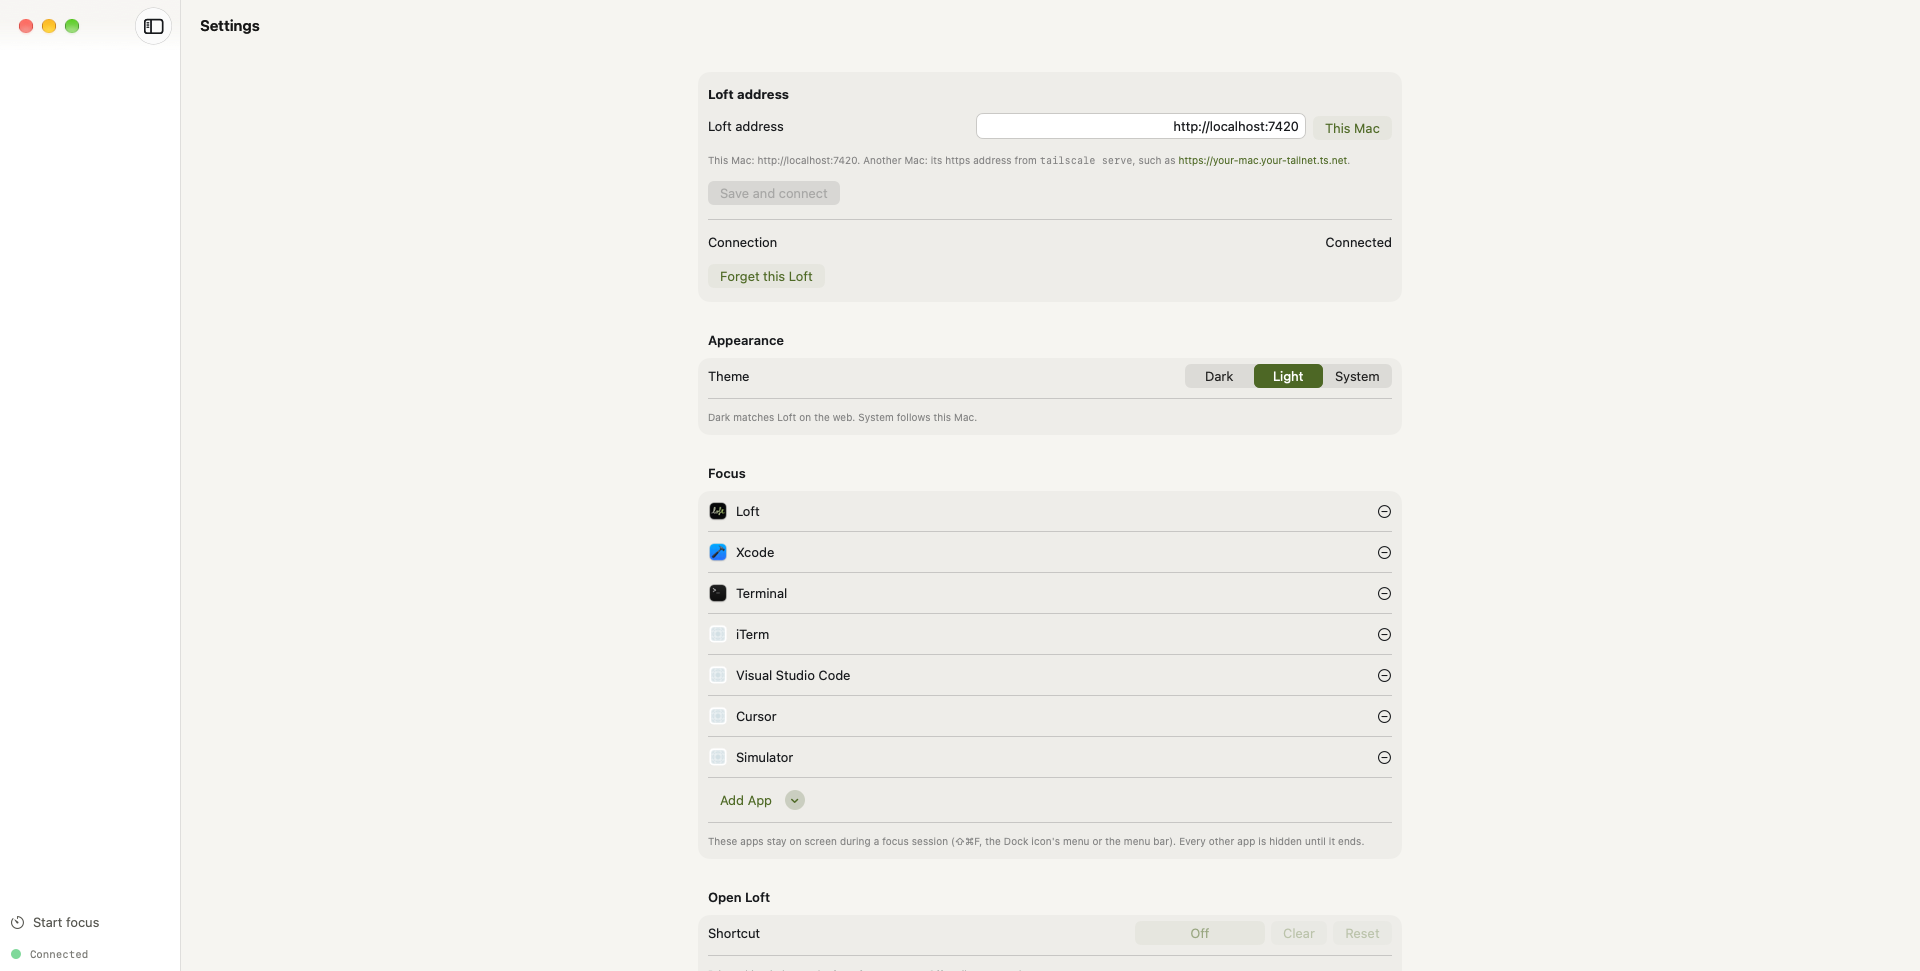 Settings
Loft address
Loft address
http://localhost:7420
This Mac
This Mac: http://localhost:7420. Another Mac: its https address from tailscale serve, such as https://your-mac.your-tailnet.ts.net.
Save and connect
Connection
Connected
Forget this Loft
Appearance
Theme
Dark
Light
System
Dark matches Loft on the web. System follows this Mac.
Focus
Loft
Xcode
Terminal
iTerm
Visual Studio Code
Cursor
Simulator
Add App
These apps stay on screen during a focus session (⇧⌘F, the Dock icon's menu or the menu bar). Every other app is hidden until it ends.
Open Loft
Shortcut
Off
Clear
Reset
Start focus
Connected